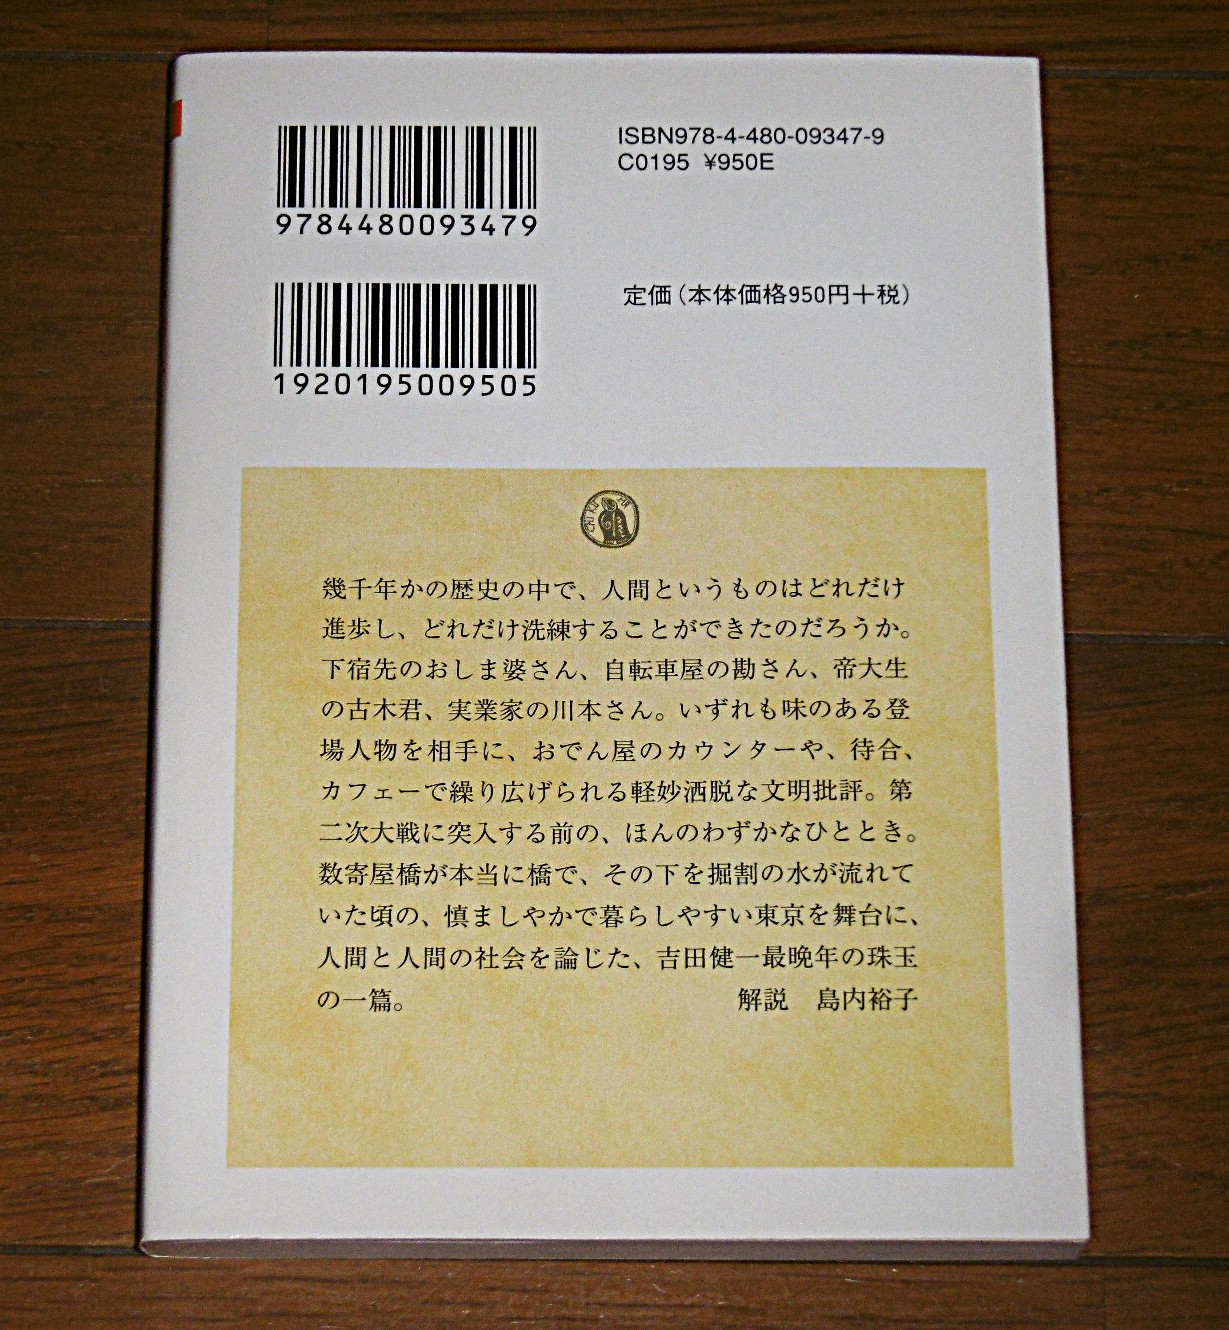 ISBN978-4-480-09347-9
C0195 ¥950E
9784480093479
定価(本体価格950円+税)
1920195009505
幾千年かの歴史の中で、人間というものはどれだけ
進歩し、どれだけ洗練することができたのだろうか。
下宿先のおしま婆さん、自転車屋の勘さん、帝大生
の古木君、実業家の川本さん。いずれも味のある登
場人物を相手に、おでん屋のカウンターや、待合、
カフェーで繰り広げられる軽妙洒脱な文明批評。第
二次大戦に突入する前の、ほんのわずかなひととき。
数寄屋橋が本当に橋で、その下を掘割の水が流れて
いた頃の、慎ましやかで暮らしやすい東京を舞台に、
人間と人間の社会を論じた、吉田健一最晩年の珠玉
の一篇。 解説 島内裕子